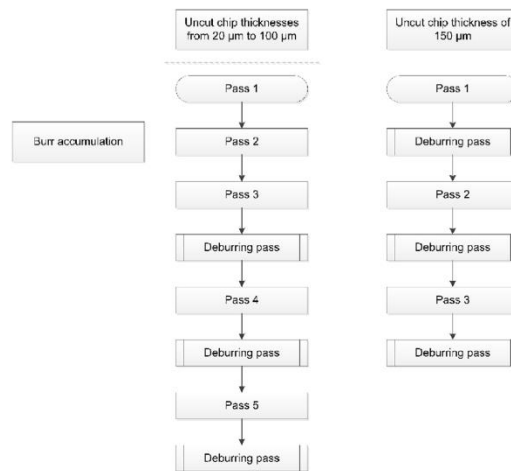 Uncut chip thicknesses
from 20 µm to 100 µm
Uncut chip thickness of
150 µm
Burr accumulation
Pass 1
Pass 2
Pass 3
Deburring pass
Pass 4
Deburring pass
Pass 5
Deburring pass
Pass 1
Deburring pass
Pass 2
Deburring pass
Pass 3
Deburring pass